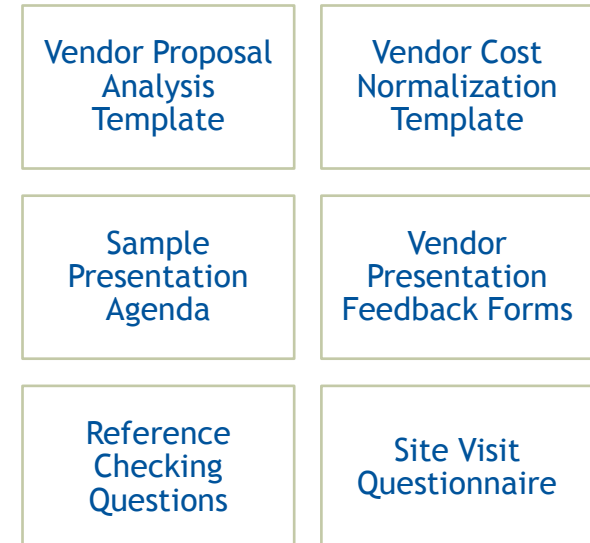 Vendor Proposal
Analysis
Template
Vendor Cost
Normalization
Template
Sample
Presentation
Agenda
Vendor
Presentation
Feedback Forms
Reference
Checking
Questions
Site Visit
Questionnaire